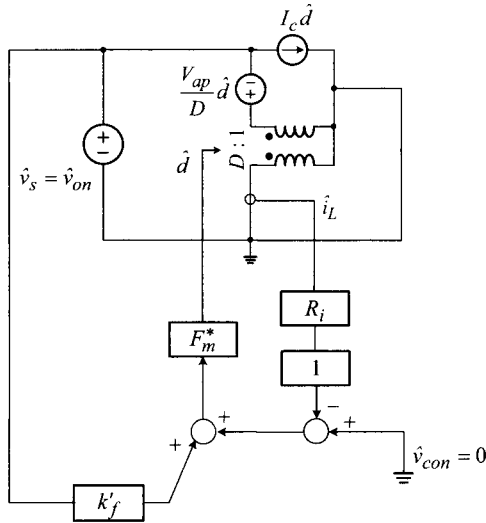 I_c d̂
V_ap/D d̂
D : 1
+
−
−
+
v̂_s = v̂_on
d̂
î_L
F_m^*
R_i
1
−
+
+
+
v̂_con = 0
k'_f